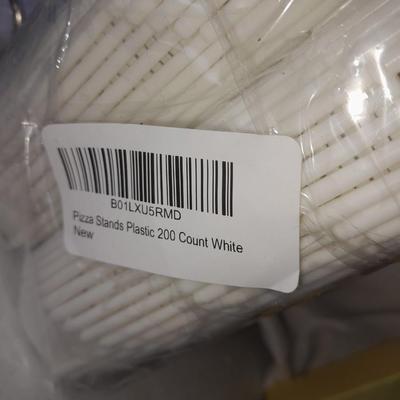 B01LXU5RMD
Pizza Stands Plastic 200 Count White
New